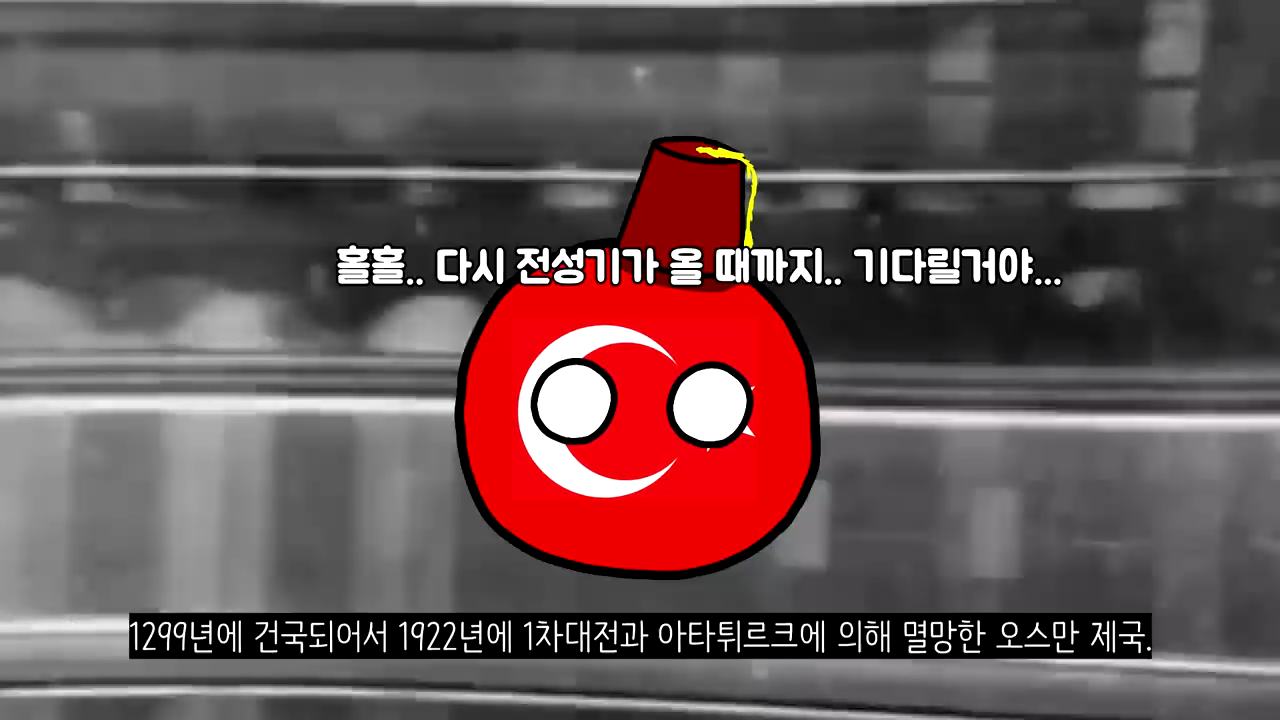 홀홀.. 다시 전성기가 올 때까지.. 기다릴거야...
1299년에 건국되어서 1922년에 1차대전과 아타튀르크에 의해 멸망한 오스만 제국.